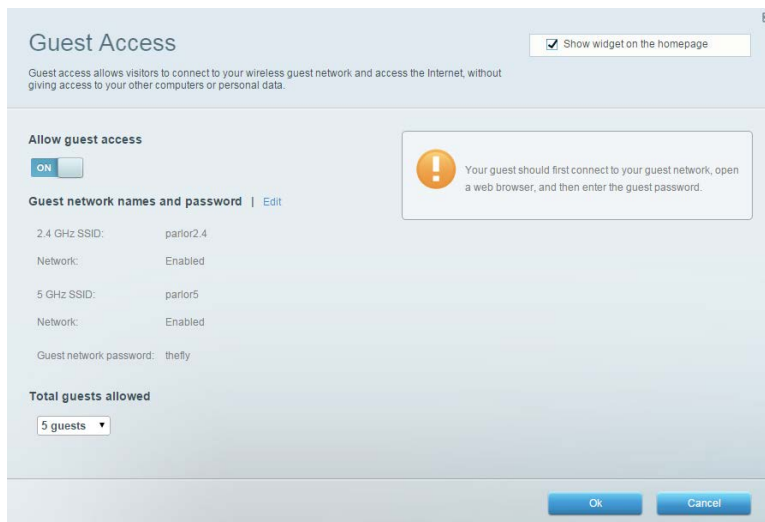 Guest Access
Show widget on the homepage
Guest access allows visitors to connect to your wireless guest network and access the Internet, without
giving access to your other computers or personal data.
Allow guest access
ON
Your guest should first connect to your guest network, open
a web browser, and then enter the guest password.
Guest network names and password | Edit
2.4 GHz SSID: parlor2.4
Network: Enabled
5 GHz SSID: parlor5
Network: Enabled
Guest network password: thefly
Total guests allowed
5 guests
Ok Cancel